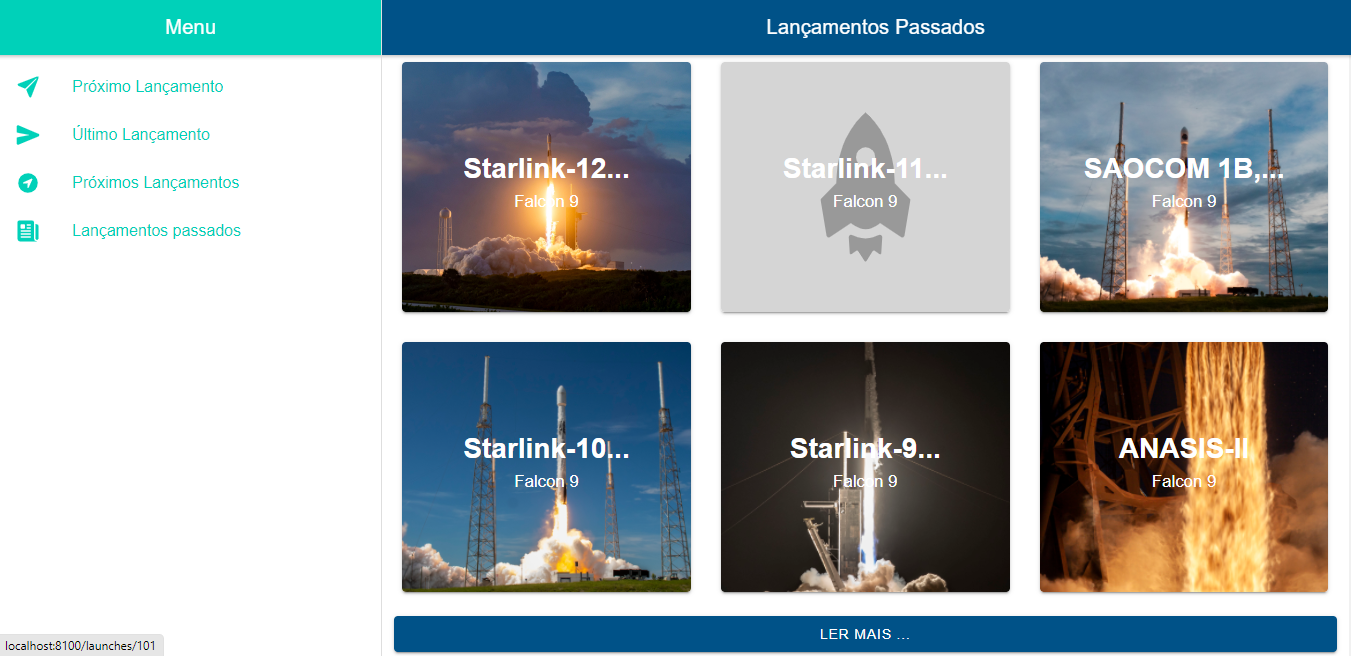 Menu
Lançamentos Passados
Próximo Lançamento
Último Lançamento
Próximos Lançamentos
Lançamentos passados
Starlink-12...
Falcon 9
Starlink-11...
Falcon 9
SAOCOM 1B,...
Falcon 9
Starlink-10...
Falcon 9
Starlink-9...
Falcon 9
ANASIS-II
Falcon 9
LER MAIS ...
localhost:8100/launches/101